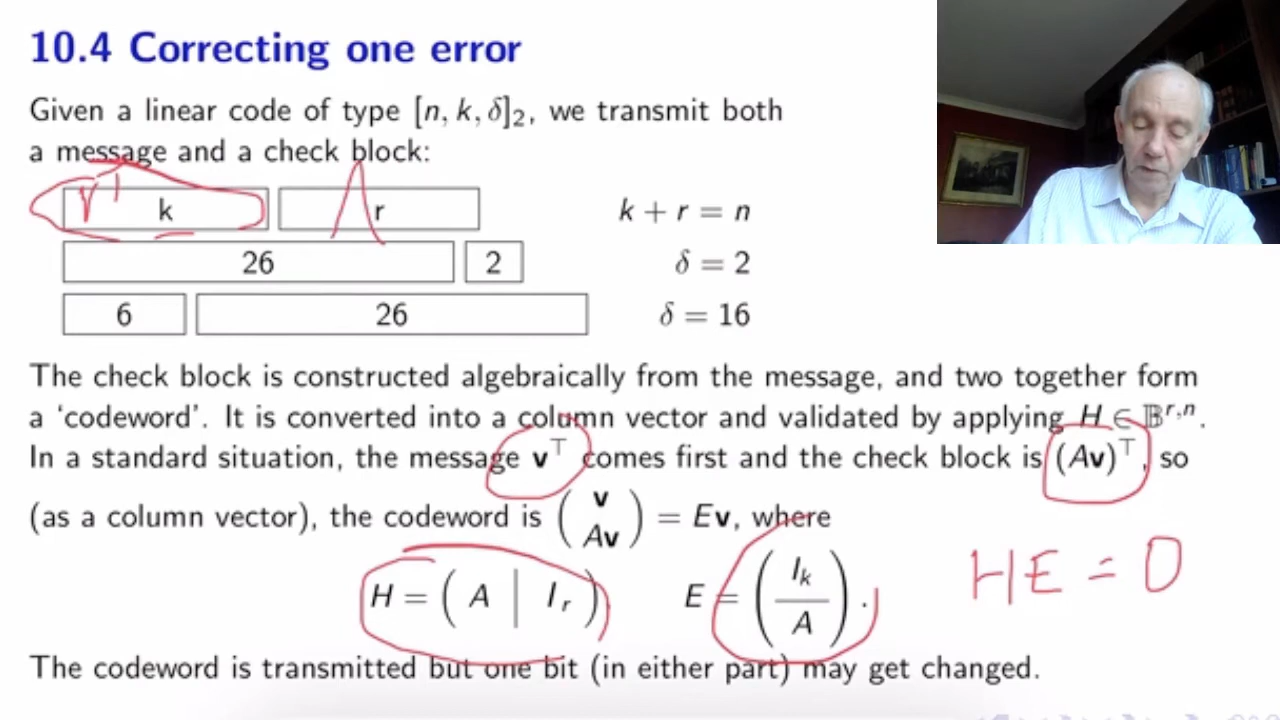 10.4 Correcting one error
Given a linear code of type [n, k, δ]₂, we transmit both
a message and a check block:
vᵀ k r k + r = n
26 2 δ = 2
6 26 δ = 16
The check block is constructed algebraically from the message, and two together form
a ‘codeword’. It is converted into a column vector and validated by applying H ∈ 𝔹^{r,n}.
In a standard situation, the message v⊤ comes first and the check block is (Av)⊤, so
(as a column vector), the codeword is (v / Av) = Ev, where
H = ( A | Iᵣ ) E = ( Iₖ / A ). HE = 0
The codeword is transmitted but one bit (in either part) may get changed.